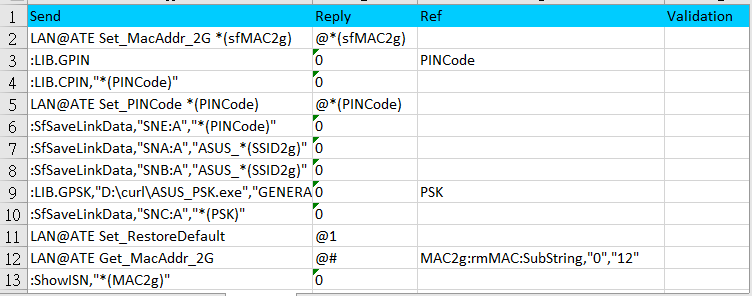 1 Send Reply Ref Validation
2 LAN@ATE Set_MacAddr_2G *(sfMAC2g) @*(sfMAC2g)
3 :LIB.GPIN 0 PINCode
4 :LIB.CPIN,"*(PINCode)" 0
5 LAN@ATE Set_PINCode *(PINCode) @*(PINCode)
6 :SfSaveLinkData,"SNE:A","*(PINCode)" 0
7 :SfSaveLinkData,"SNA:A","ASUS_*(SSID2g)" 0
8 :SfSaveLinkData,"SNB:A","ASUS_*(SSID2g)" 0
9 :LIB.GPSK,"D:\curl\ASUS_PSK.exe","GENERA 0 PSK
10 :SfSaveLinkData,"SNC:A","*(PSK)" 0
11 LAN@ATE Set_RestoreDefault @1
12 LAN@ATE Get_MacAddr_2G @# MAC2g:rmMAC:SubString,"0","12"
13 :ShowISN,"*(MAC2g)" 0